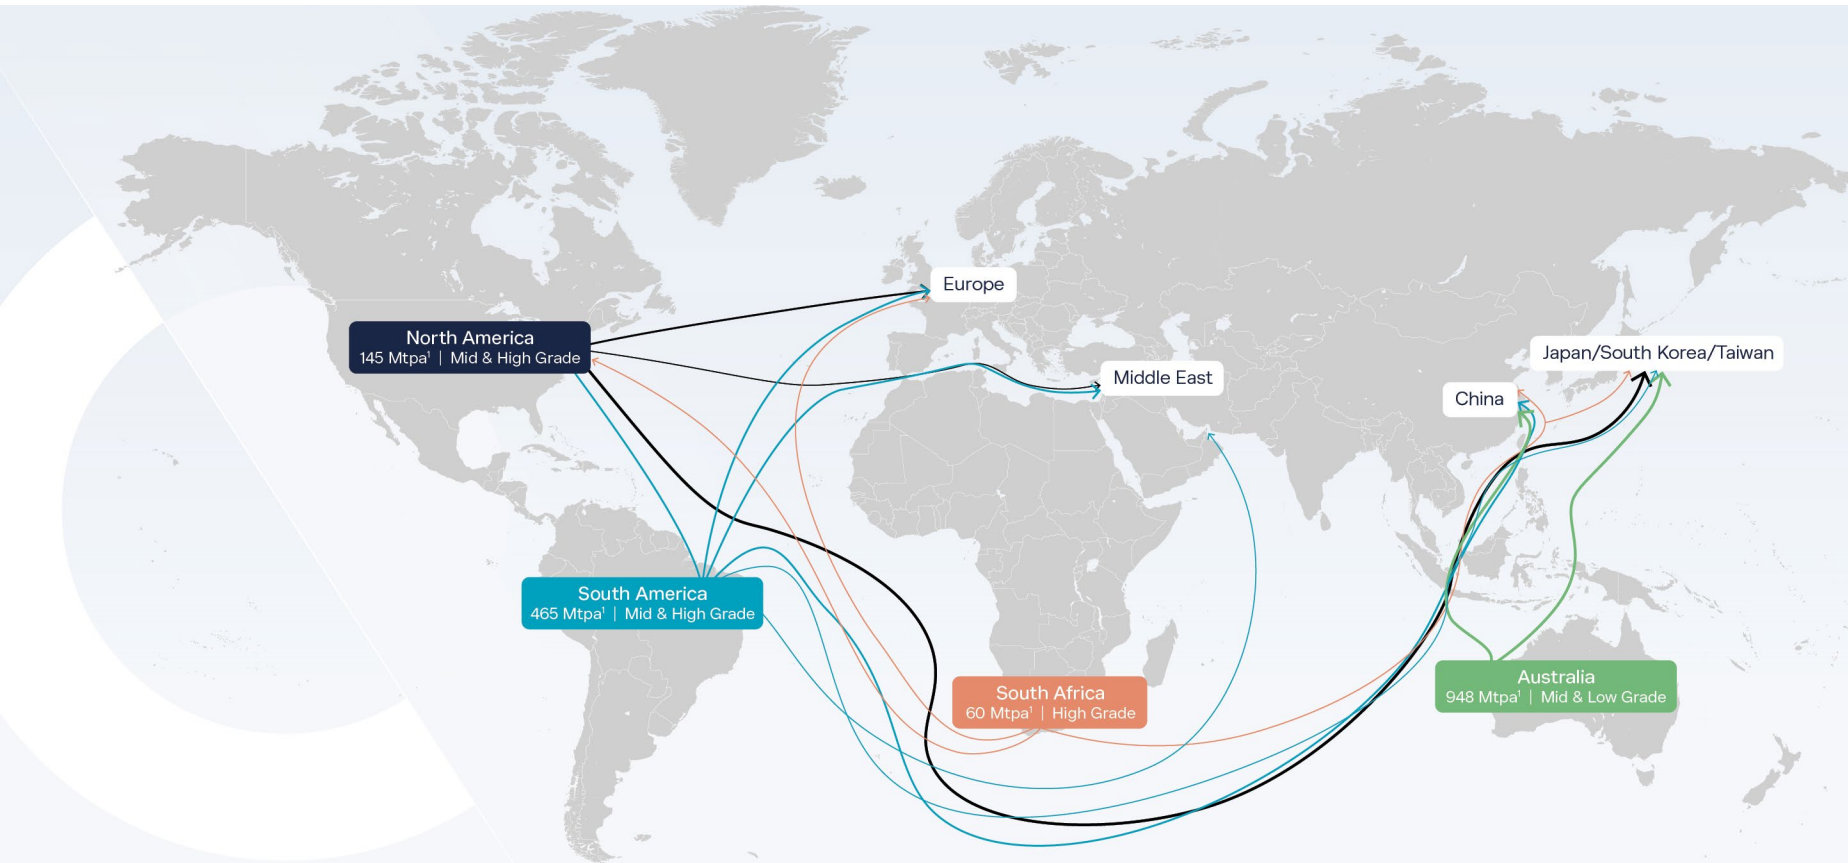 Europe
North America
145 Mtpa¹ | Mid & High Grade
Japan/South Korea/Taiwan
Middle East
China
South America
465 Mtpa¹ | Mid & High Grade
South Africa
60 Mtpa¹ | High Grade
Australia
948 Mtpa¹ | Mid & Low Grade